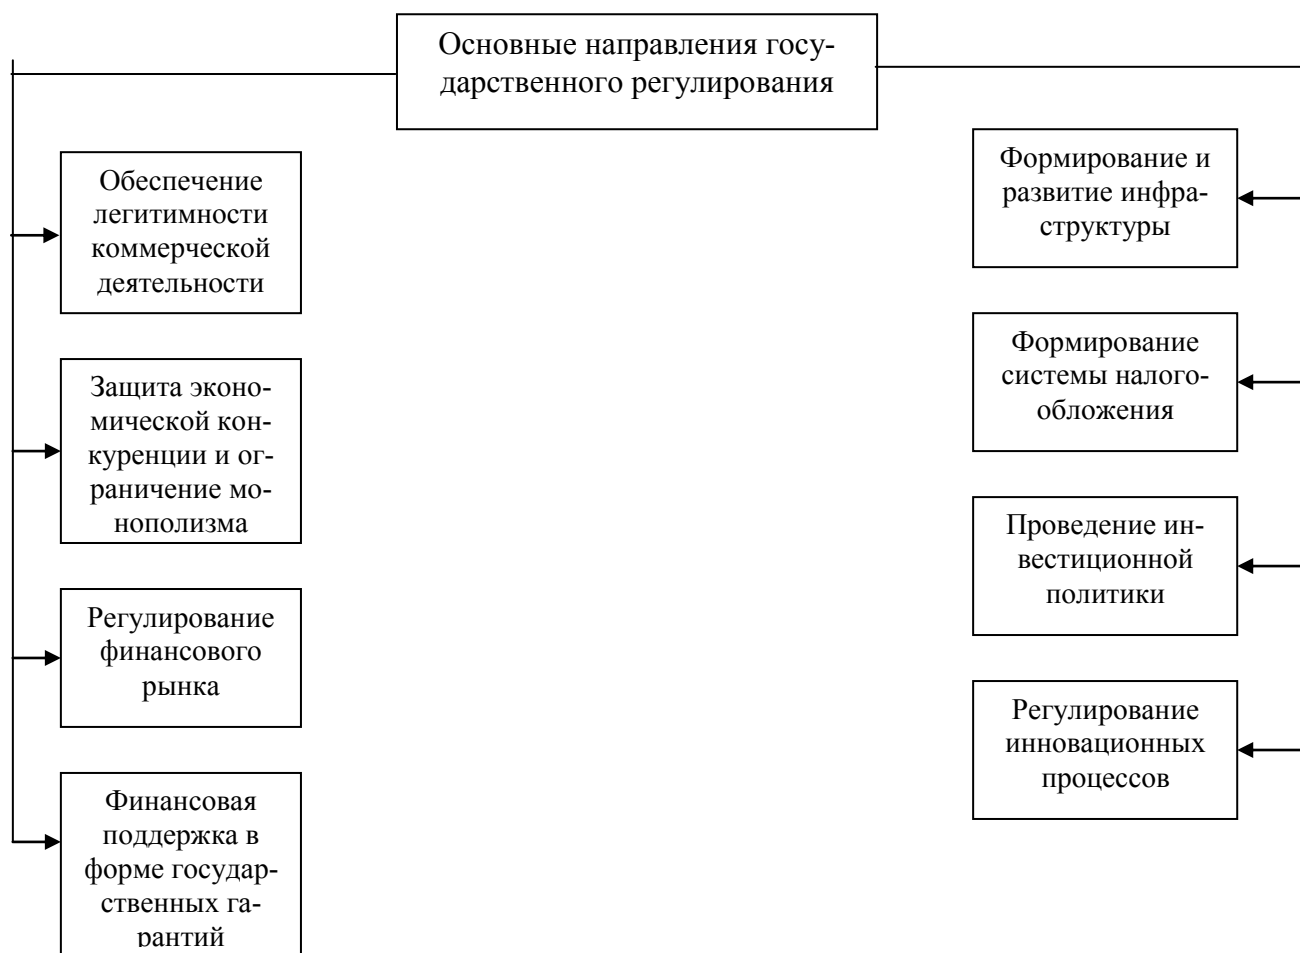 Основные направления госу-
дарственного регулирования
Обеспечение
легитимности
коммерческой
деятельности
Защита эконо-
мической кон-
куренции и ог-
раничение мо-
нополизма
Регулирование
финансового
рынка
Финансовая
поддержка в
форме государ-
ственных га-
рантий
Формирование и
развитие инфра-
структуры
Формирование
системы налого-
обложения
Проведение ин-
вестиционной
политики
Регулирование
инновационных
процессов